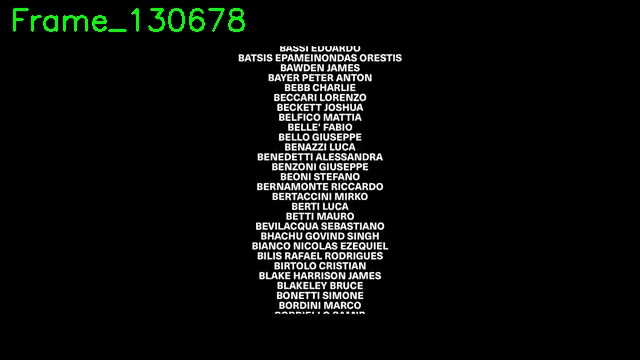 Frame_130678
BASSI EDOARDO
BATSIS EPAMEINONDAS ORESTIS
BAWDEN JAMES
BAYER PETER ANTON
BEBB CHARLIE
BECCARI LORENZO
BECKETT JOSHUA
BELFICO MATTIA
BELLE' FABIO
BELLO GIUSEPPE
BENAZZI LUCA
BENEDETTI ALESSANDRA
BENZONI GIUSEPPE
BEONI STEFANO
BERNAMONTE RICCARDO
BERTACCINI MIRKO
BERTI LUCA
BETTI MAURO
BEVILACQUA SEBASTIANO
BHACHU GOVIND SINGH
BIANCO NICOLAS EZEQUIEL
BILIS RAFAEL RODRIGUES
BIRTOLO CRISTIAN
BLAKE HARRISON JAMES
BLAKELEY BRUCE
BONETTI SIMONE
BORDINI MARCO